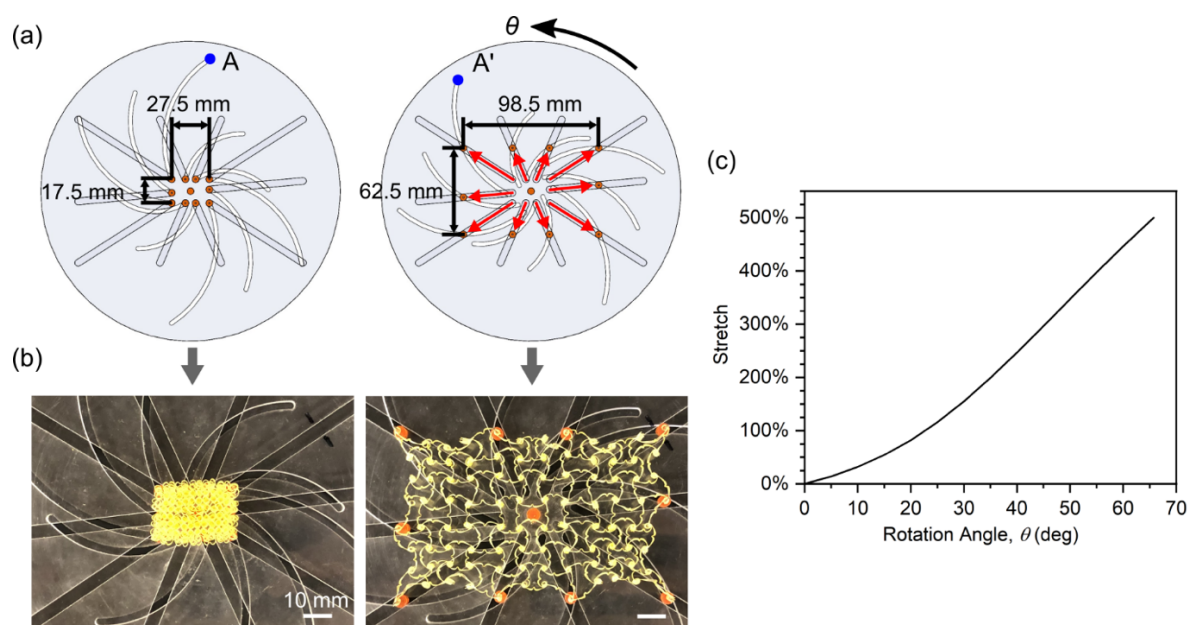 (a)
A
27.5 mm
17.5 mm
θ
A'
98.5 mm
62.5 mm
(b)
10 mm
(c)
500%
400%
300%
200%
100%
0%
Stretch
0 10 20 30 40 50 60 70
Rotation Angle, θ (deg)